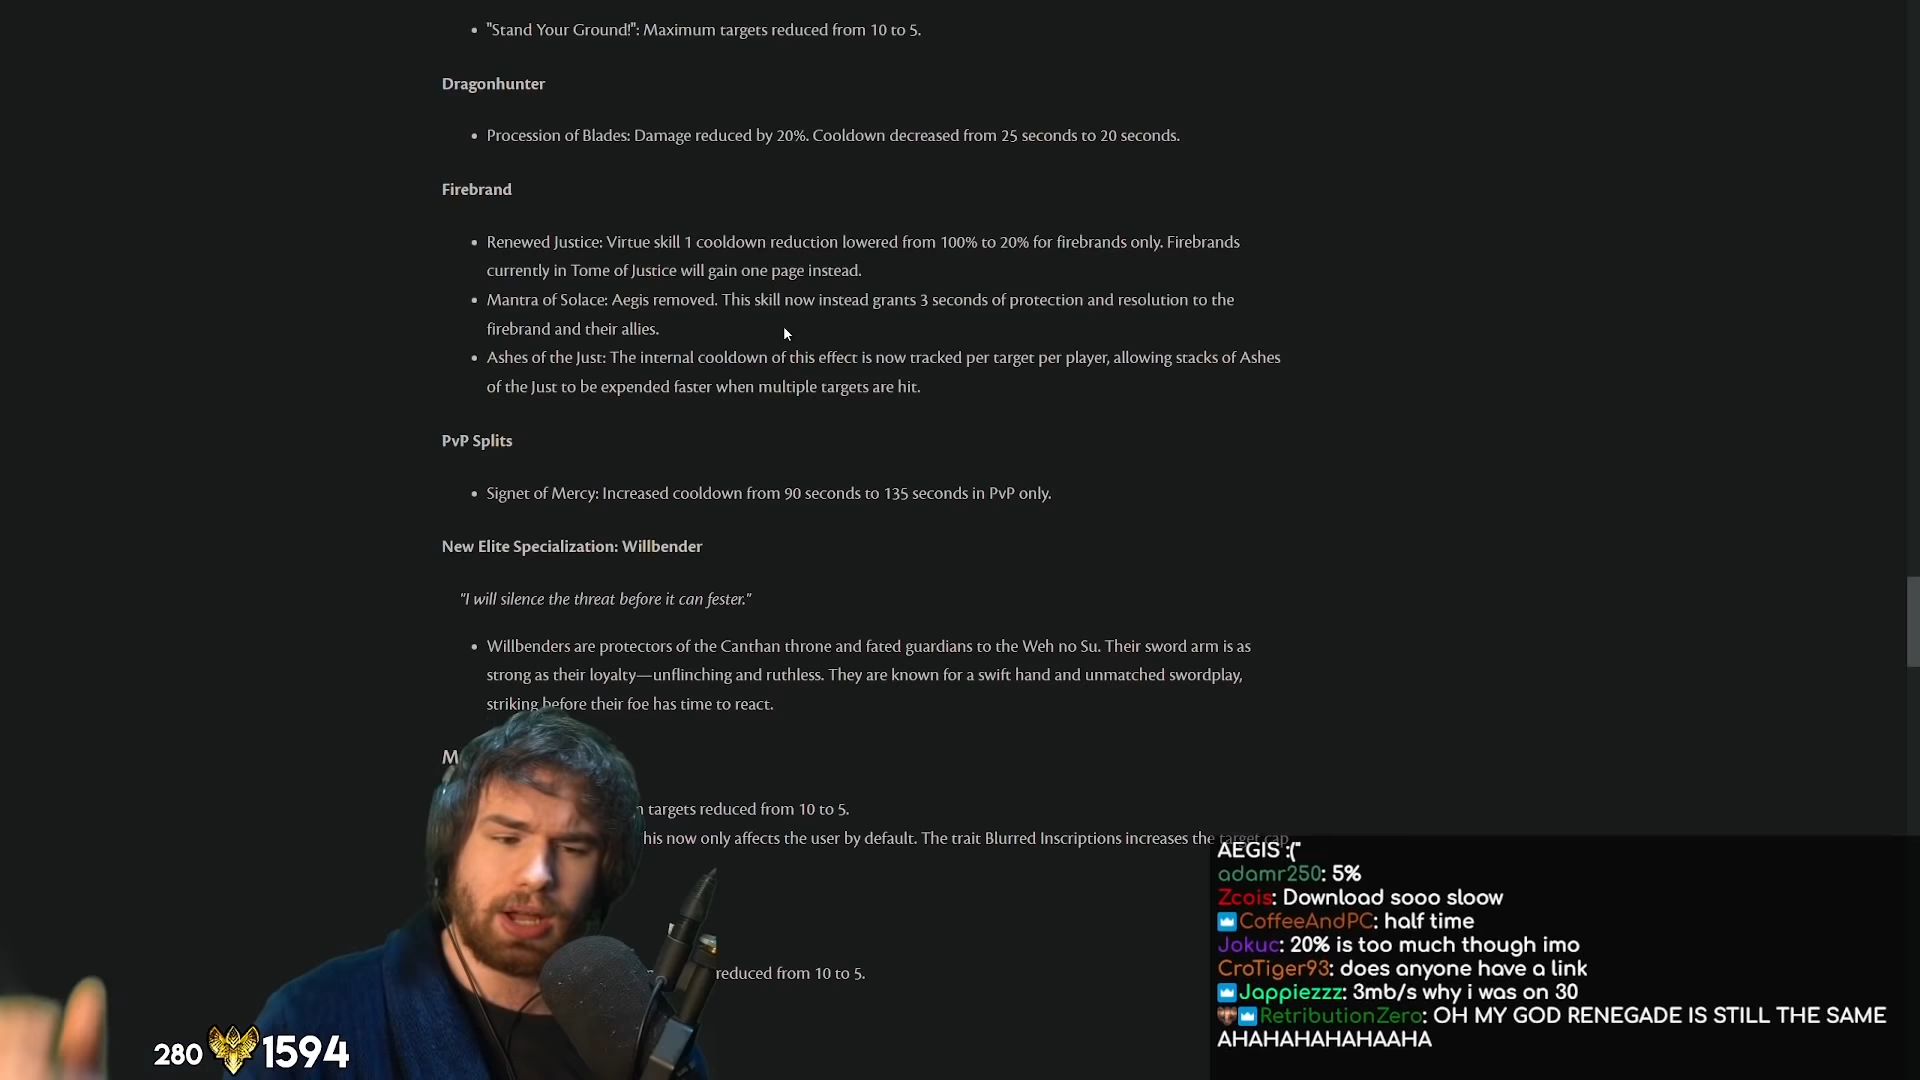 "Stand Your Ground!": Maximum targets reduced from 10 to 5.
Dragonhunter
Procession of Blades: Damage reduced by 20%. Cooldown decreased from 25 seconds to 20 seconds.
Firebrand
Renewed Justice: Virtue skill 1 cooldown reduction lowered from 100% to 20% for firebrands only. Firebrands
currently in Tome of Justice will gain one page instead.
Mantra of Solace: Aegis removed. This skill now instead grants 3 seconds of protection and resolution to the
firebrand and their allies.
Ashes of the Just: The internal cooldown of this effect is now tracked per target per player, allowing stacks of Ashes
of the Just to be expended faster when multiple targets are hit.
PvP Splits
Signet of Mercy: Increased cooldown from 90 seconds to 135 seconds in PvP only.
New Elite Specialization: Willbender
"I will silence the threat before it can fester."
Willbenders are protectors of the Canthan throne and fated guardians to the Weh no Su. Their sword arm is as
strong as their loyalty—unflinching and ruthless. They are known for a swift hand and unmatched swordplay,
striking before their foe has time to react.
targets reduced from 10 to 5.
his now only affects the user by default. The trait Blurred Inscriptions increases the target cap
reduced from 10 to 5.
AEGIS :("
adamr250: 5%
Zcois: Download sooo sloow
CoffeeAndPC: half time
Jokuc: 20% is too much though imo
CroTiger93: does anyone have a link
Jappiezzz: 3mb/s why i was on 30
RetributionZero: OH MY GOD RENEGADE IS STILL THE SAME
AHAHAHAHAHAAHA
280 1594